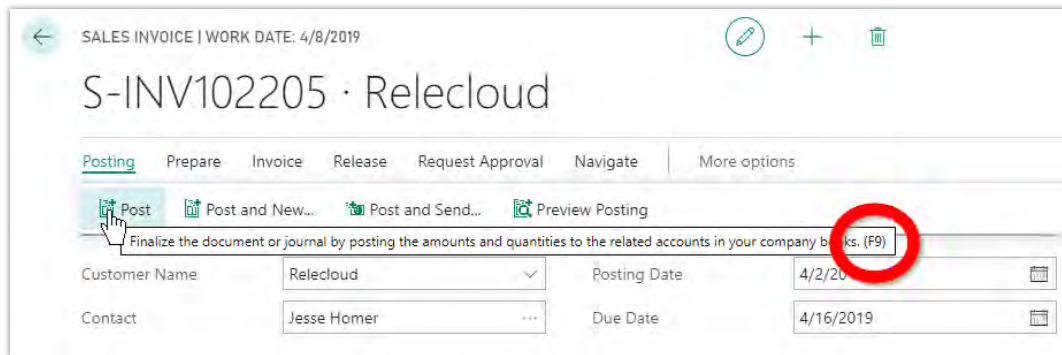 SALES INVOICE | WORK DATE: 4/8/2019
S-INV102205 · Relecloud
Posting Prepare Invoice Release Request Approval Navigate More options
Post Post and New... Post and Send... Preview Posting
Finalize the document or journal by posting the amounts and quantities to the related accounts in your company books. (F9)
Customer Name Relecloud Posting Date 4/2/20
Contact Jesse Homer Due Date 4/16/2019